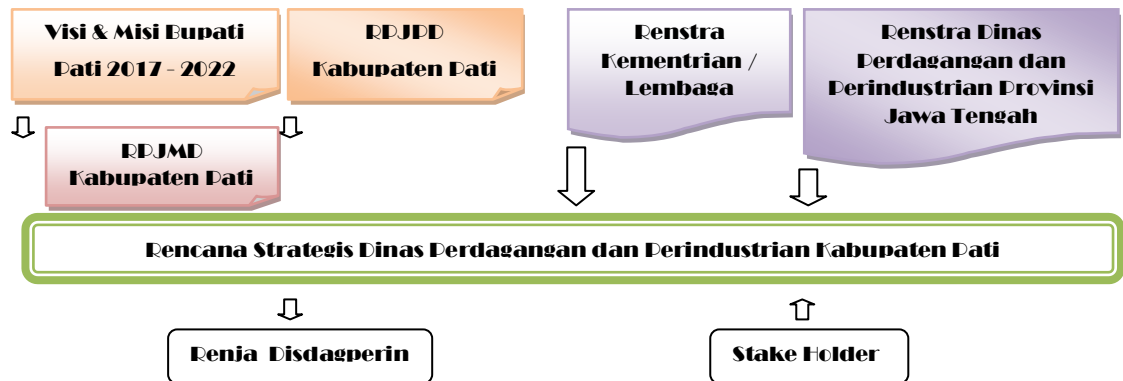 Visi & Misi Bupati
Pati 2017 - 2022
RPJPD
Kabupaten Pati
Renstra
Kementrian /
Lembaga
Renstra Dinas
Perdagangan dan
Perindustrian Provinsi
Jawa Tengah
RPJMD
Kabupaten Pati
Rencana Strategis Dinas Perdagangan dan Perindustrian Kabupaten Pati
Renja Disdagperin
Stake Holder